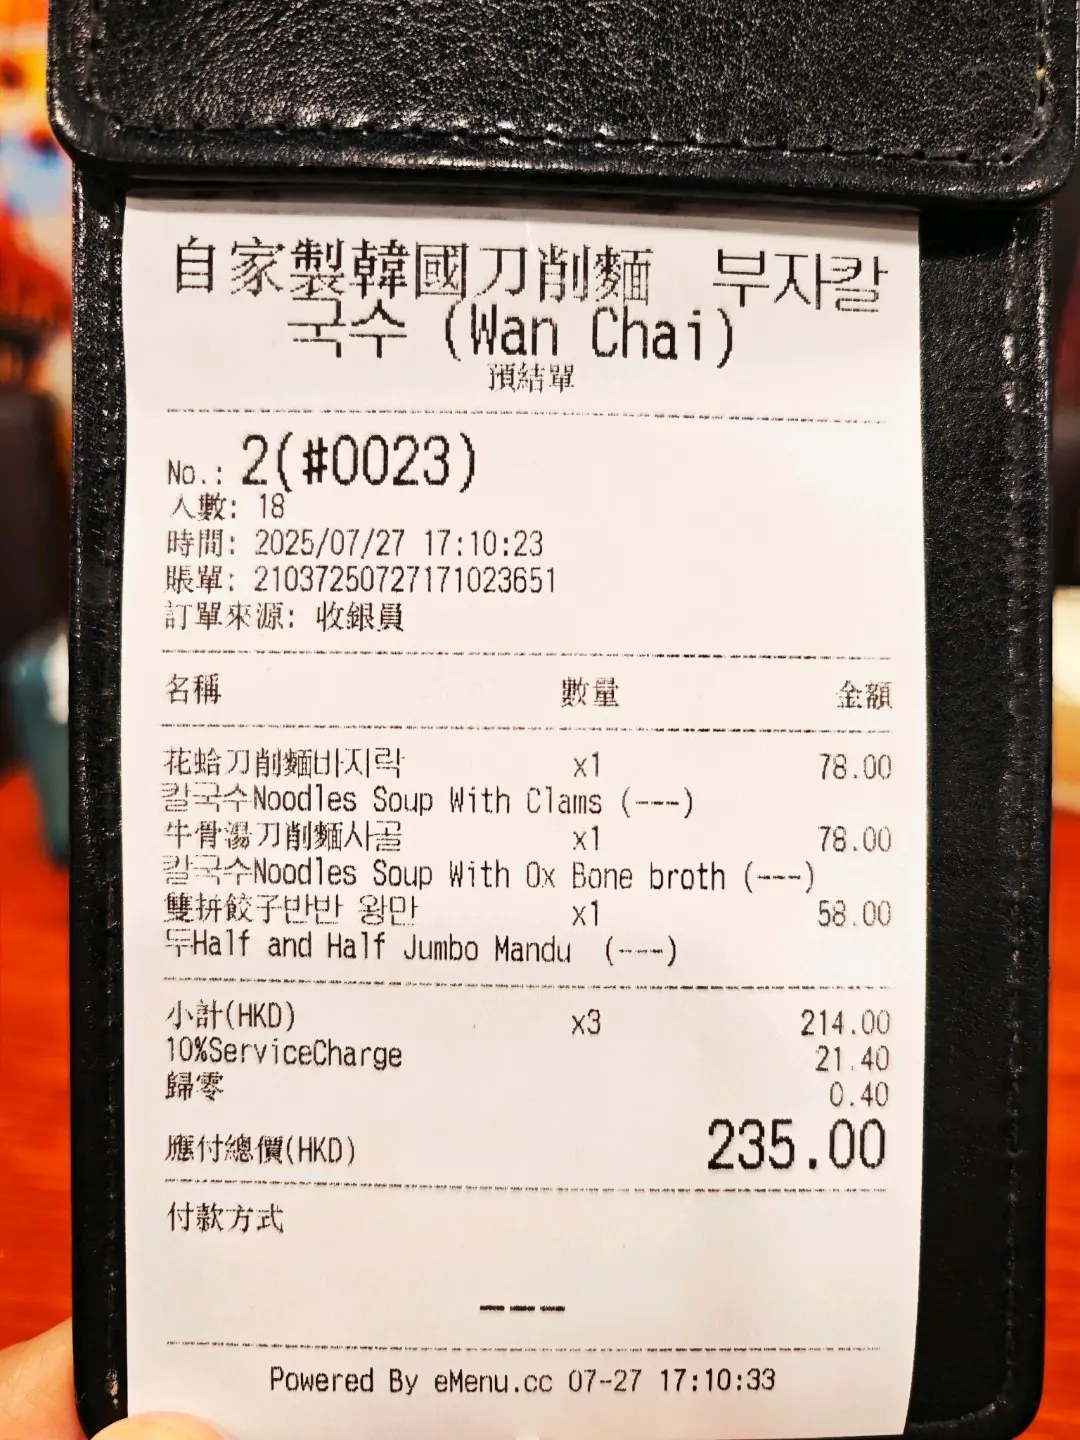 自家製韓國刀削麵 부자칼
국수 (Wan Chai)
預結單
No.: 2(#0023)
人數: 18
時間: 2025/07/27 17:10:23
賬單: 21037250727171023651
訂單來源: 收銀員
名稱 數量 金額
花蛤刀削麵바지락 x1 78.00
칼국수Noodles Soup With Clams (---)
牛骨湯刀削麵사골 x1 78.00
칼국수Noodles Soup With Ox Bone broth (---)
雙拼餃子반반 왕만 x1 58.00
두Half and Half Jumbo Mandu (---)
小計(HKD) x3 214.00
10%ServiceCharge 21.40
歸零 0.40
應付總價(HKD) 235.00
付款方式
---
Powered By eMenu.cc 07-27 17:10:33